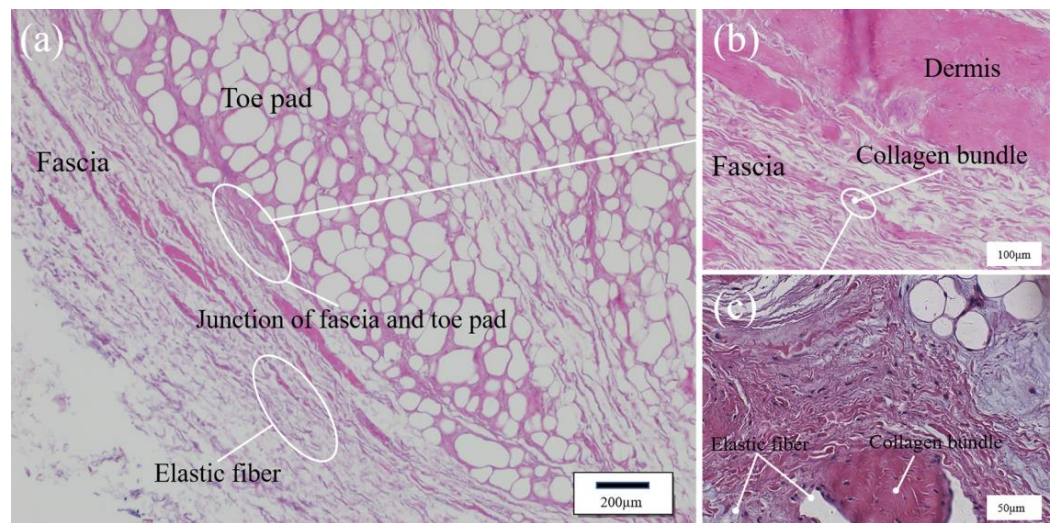 (a)
Toe pad
Fascia
Junction of fascia and toe pad
Elastic fiber
200μm
(b)
Dermis
Collagen bundle
Fascia
100μm
(c)
Elastic fiber
Collagen bundle
50μm